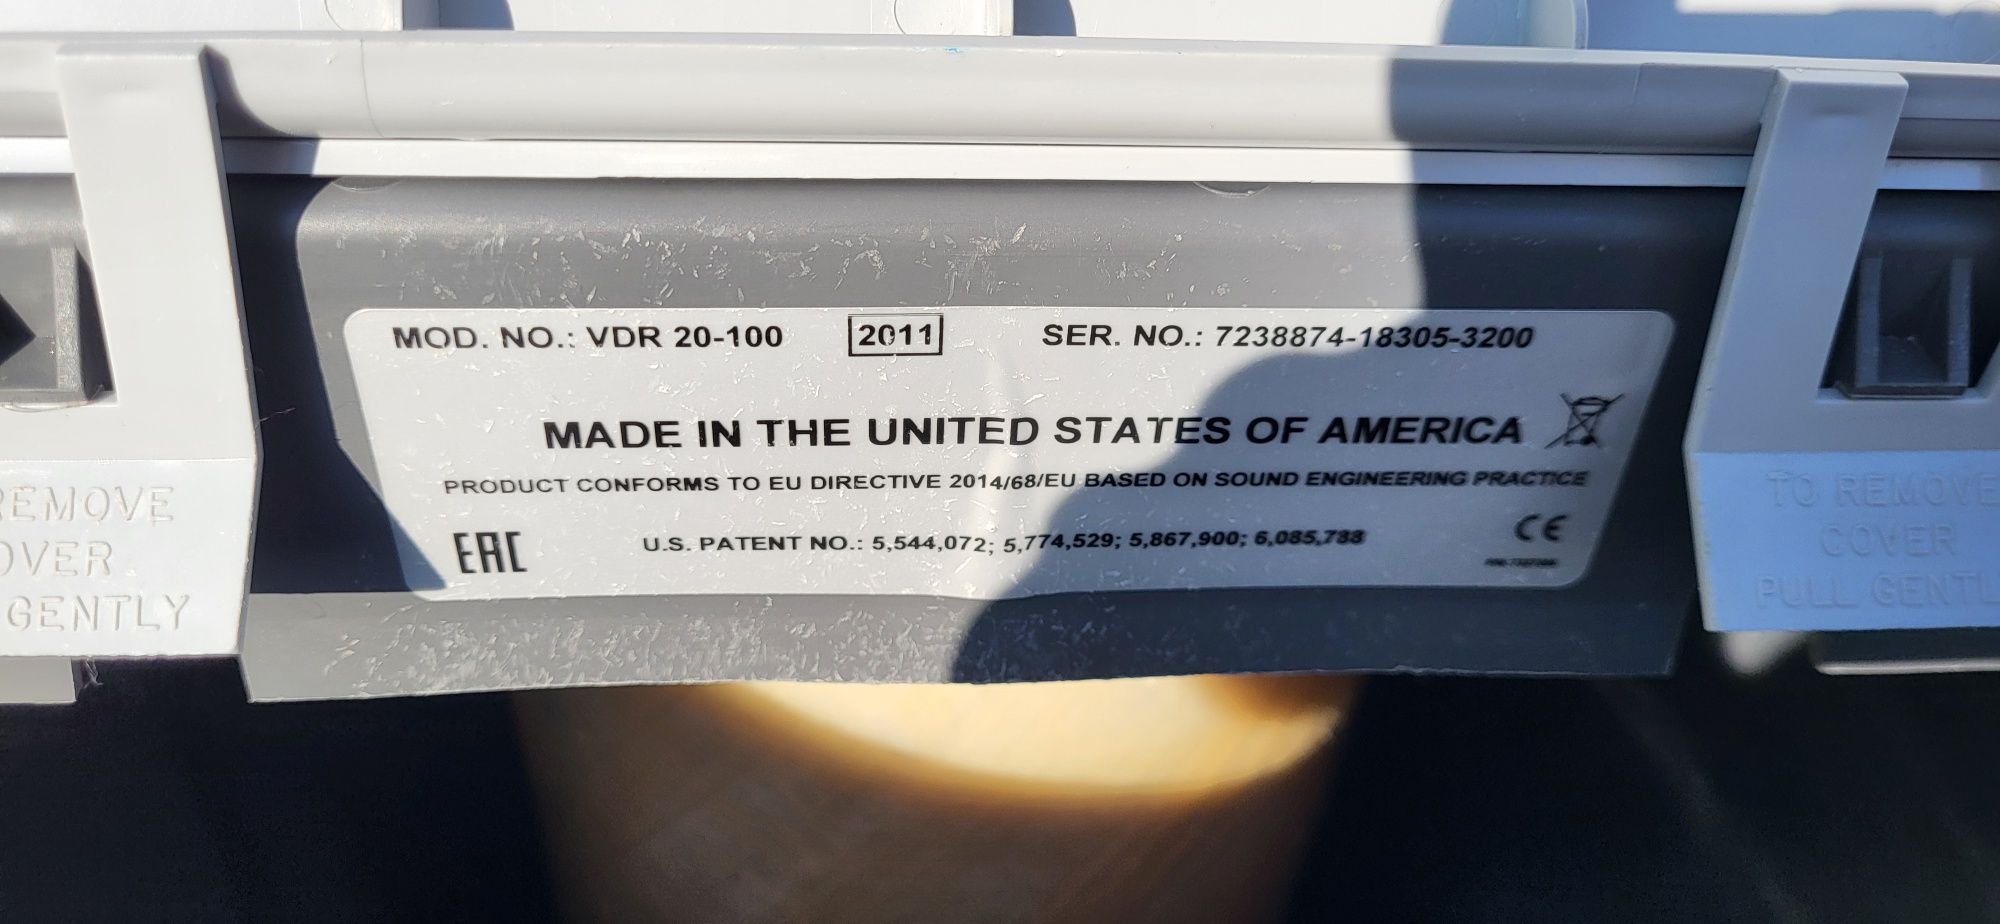 MOD. NO.: VDR 20-100 2011 SER. NO.: 7238874-18305-3200
MADE IN THE UNITED STATES OF AMERICA
PRODUCT CONFORMS TO EU DIRECTIVE 2014/68/EU BASED ON SOUND ENGINEERING PRACTICE
EAC U.S. PATENT NO.: 5,544,072; 5,774,529; 5,867,900; 6,085,788 CE
REMOVE
OVER
GENTLY
TO REMOVE
COVER
PULL GENTL